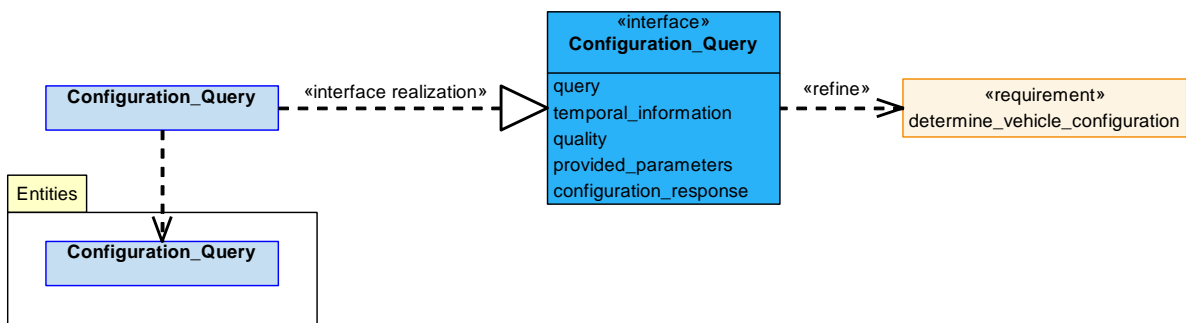 «interface»
Configuration_Query
query
temporal_information
quality
provided_parameters
configuration_response
Configuration_Query
«interface realization»
«refine»
«requirement»
determine_vehicle_configuration
Entities
Configuration_Query